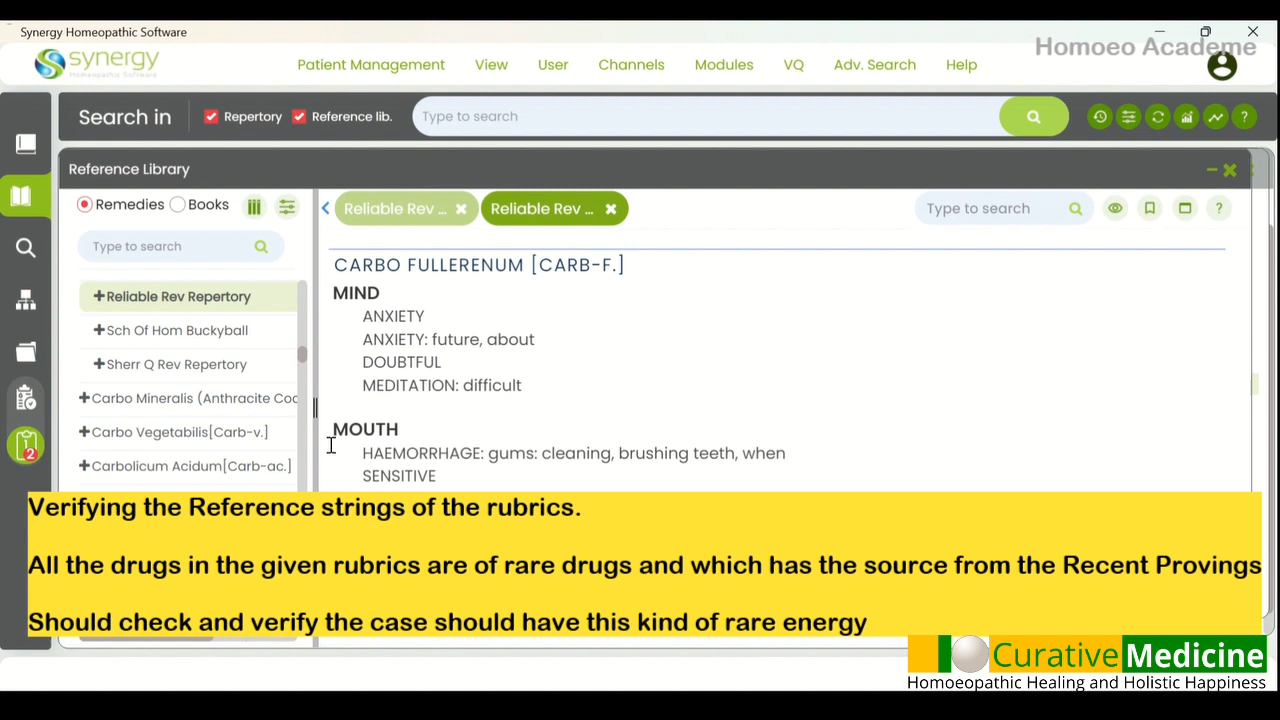 Synergy Homeopathic Software
Homoeo Academe
synergy
Homeopathic Software
Patient Management View User Channels Modules VQ Adv. Search Help
Search in Repertory Reference lib. Type to search
Reference Library
Remedies Books
Reliable Rev ... Reliable Rev ... Type to search
Type to search
CARBO FULLERENUM [CARB-F.]
MIND
Reliable Rev Repertory
ANXIETY
Sch Of Hom Buckyball
ANXIETY: future, about
DOUBTFUL
Sherr Q Rev Repertory
MEDITATION: difficult
Carbo Mineralis (Anthracite Coc
Carbo Vegetabilis[Carb-v.]
MOUTH
HAEMORRHAGE: gums: cleaning, brushing teeth, when
Carbolicum Acidum[Carb-ac.]
SENSITIVE
2
Verifying the Reference strings of the rubrics.
All the drugs in the given rubrics are of rare drugs and which has the source from the Recent Provings
Should check and verify the case should have this kind of rare energy
Curative Medicine
Homoeopathic Healing and Holistic Happiness